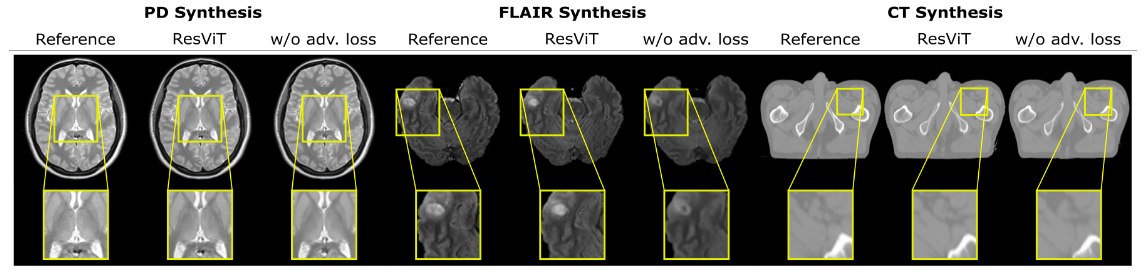 PD Synthesis FLAIR Synthesis CT Synthesis
Reference ResViT w/o adv. loss Reference ResViT w/o adv. loss Reference ResViT w/o adv. loss